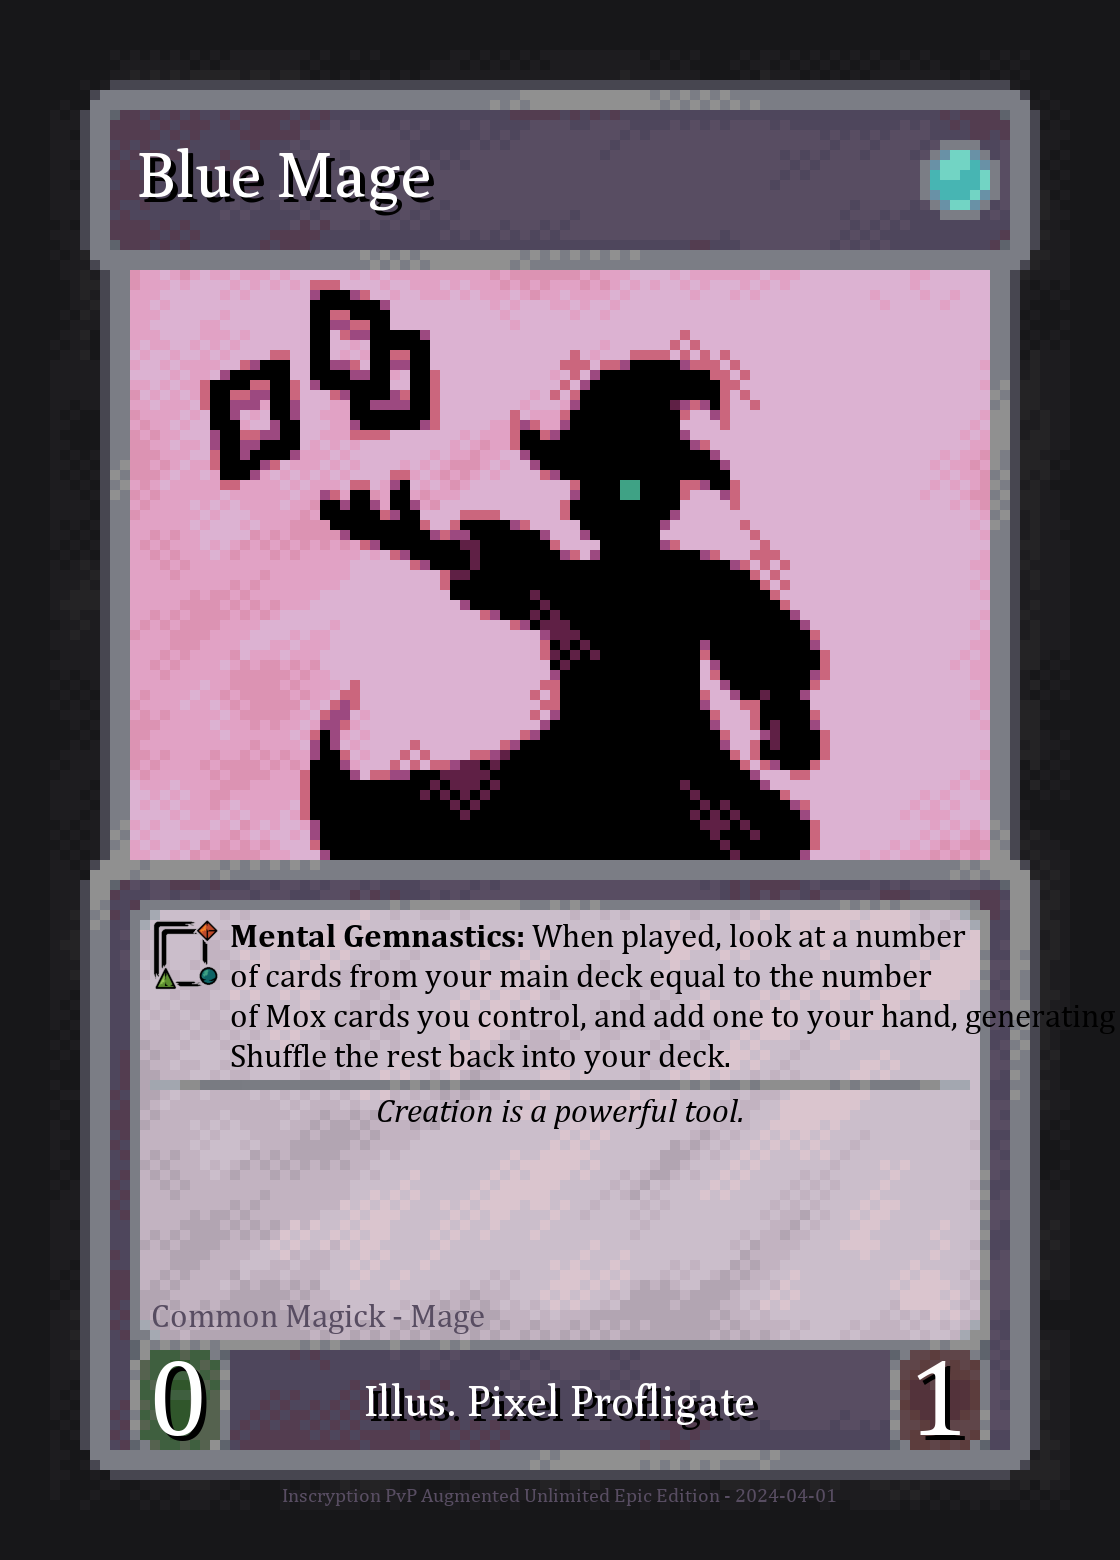 Blue Mage
Mental Gemnastics: When played, look at a number
of cards from your main deck equal to the number
of Mox cards you control, and add one to your hand, generating
Shuffle the rest back into your deck.
Creation is a powerful tool.
Common Magick - Mage
0
Illus. Pixel Profligate
1
Inscryption PvP Augmented Unlimited Epic Edition - 2024-04-01